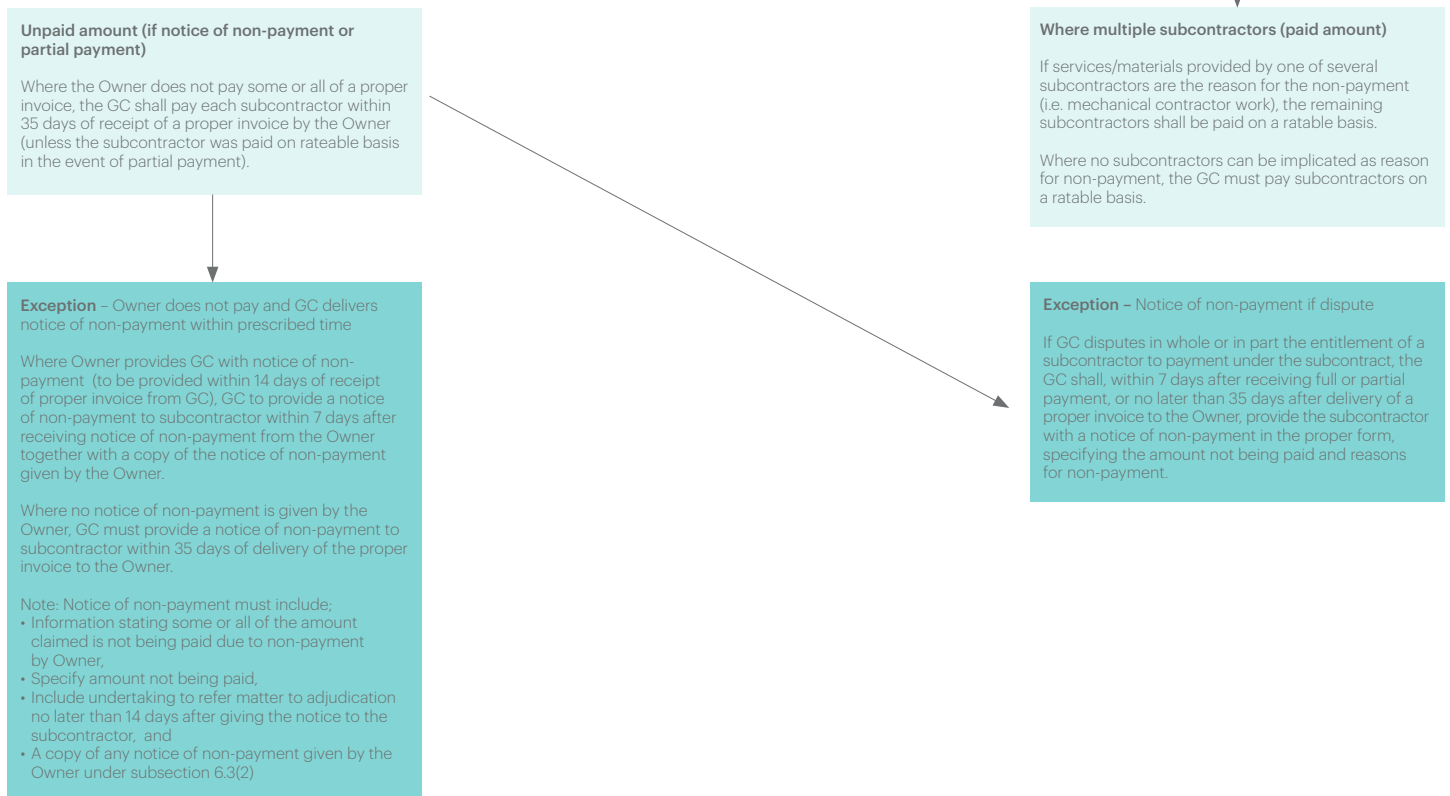 Unpaid amount (if notice of non-payment or
partial payment)
Where the Owner does not pay some or all of a proper
invoice, the GC shall pay each subcontractor within
35 days of receipt of a proper invoice by the Owner
(unless the subcontractor was paid on rateable basis
in the event of partial payment).
Exception – Owner does not pay and GC delivers
notice of non-payment within prescribed time
Where Owner provides GC with notice of non-
payment (to be provided within 14 days of receipt
of proper invoice from GC), GC to provide a notice
of non-payment to subcontractor within 7 days after
receiving notice of non-payment from the Owner
together with a copy of the notice of non-payment
given by the Owner.
Where no notice of non-payment is given by the
Owner, GC must provide a notice of non-payment to
subcontractor within 35 days of delivery of the proper
invoice to the Owner.
Note: Notice of non-payment must include;
• Information stating some or all of the amount
claimed is not being paid due to non-payment
by Owner,
• Specify amount not being paid,
• Include undertaking to refer matter to adjudication
no later than 14 days after giving the notice to the
subcontractor, and
• A copy of any notice of non-payment given by the
Owner under subsection 6.3(2)
Where multiple subcontractors (paid amount)
If services/materials provided by one of several
subcontractors are the reason for the non-payment
(i.e. mechanical contractor work), the remaining
subcontractors shall be paid on a ratable basis.
Where no subcontractors can be implicated as reason
for non-payment, the GC must pay subcontractors on
a ratable basis.
Exception – Notice of non-payment if dispute
If GC disputes in whole or in part the entitlement of a
subcontractor to payment under the subcontract, the
GC shall, within 7 days after receiving full or partial
payment, or no later than 35 days after delivery of a
proper invoice to the Owner, provide the subcontractor
with a notice of non-payment in the proper form,
specifying the amount not being paid and reasons
for non-payment.